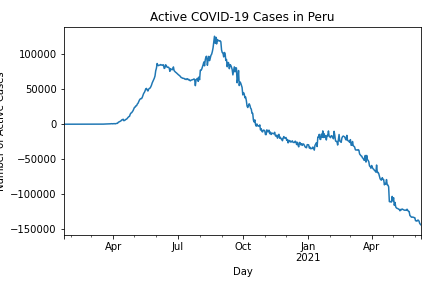 Active COVID-19 Cases in Peru
100000
50000
0
−50000
−100000
−150000
Number of Active Cases
Apr
Jul
Oct
Jan
2021
Apr
Day